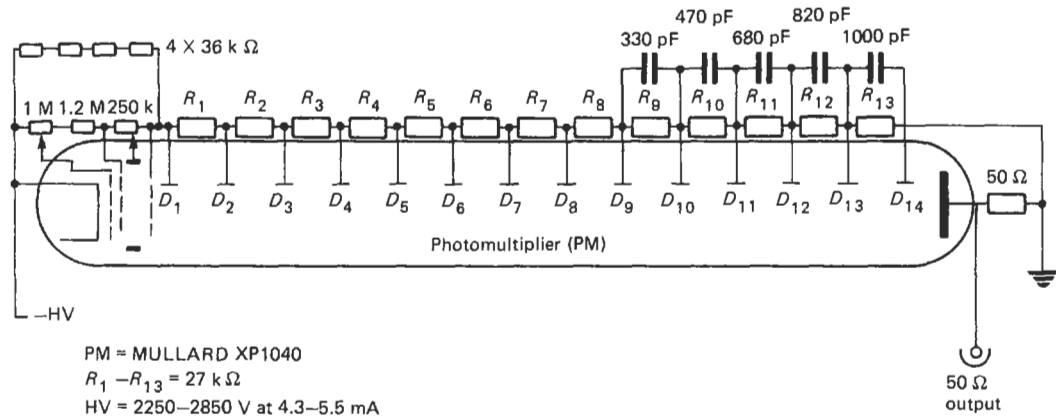 470 pF 820 pF
330 pF 680 pF 1000 pF
4 X 36 k Ω
1 M 1.2 M 250 k R1 R2 R3 R4 R5 R6 R7 R8 R9 R10 R11 R12 R13
50 Ω
D1 D2 D3 D4 D5 D6 D7 D8 D9 D10 D11 D12 D13 D14
Photomultiplier (PM)
–HV
PM = MULLARD XP1040
R1 –R13 = 27 k Ω
HV = 2250–2850 V at 4.3–5.5 mA
50 Ω
output